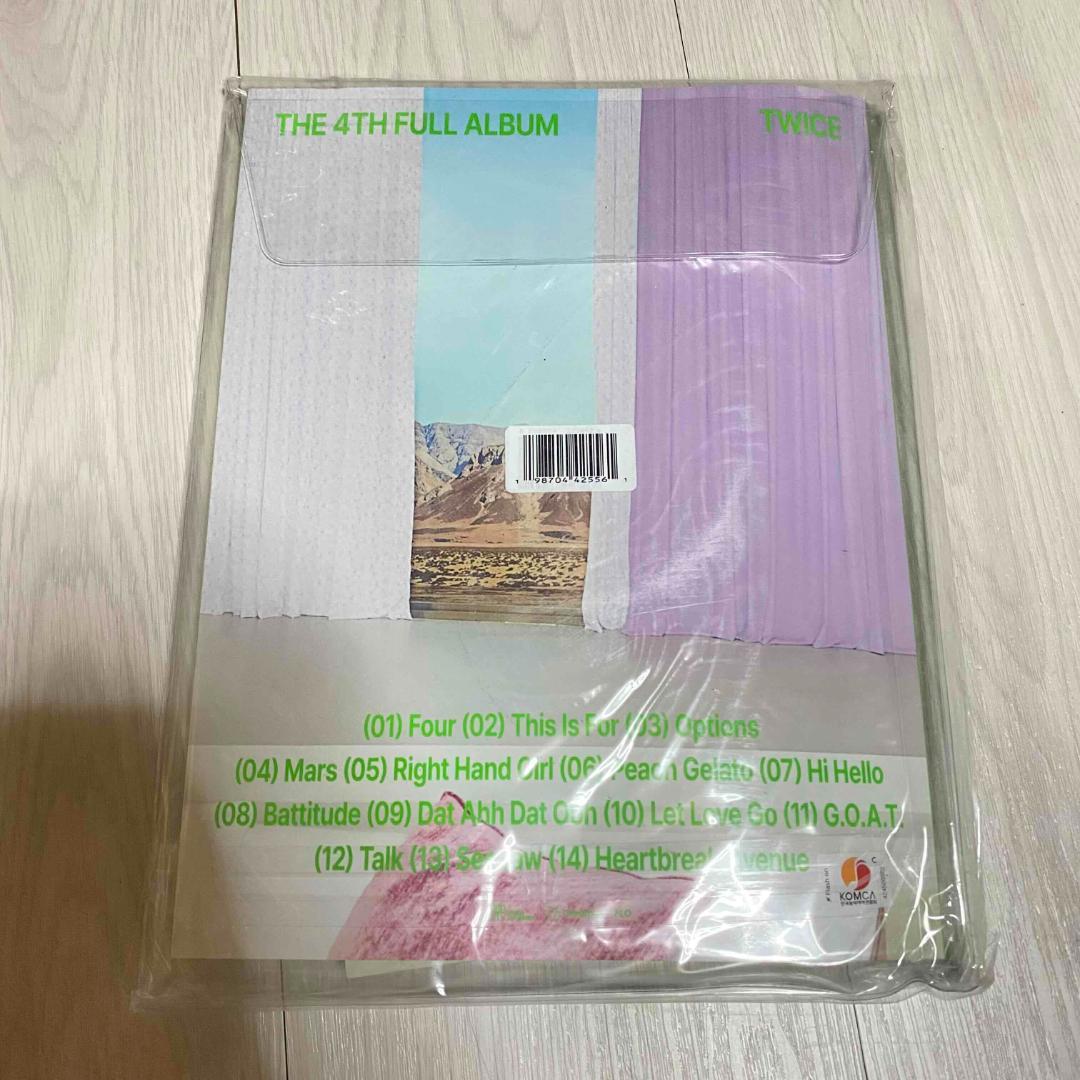 THE 4TH FULL ALBUM TWICE
1 98704 42556 1
(01) Four (02) This Is For (03) Options
(04) Mars (05) Right Hand Girl (06) Peach Gelato (07) Hi Hello
(08) Battitude (09) Dat Ahh Dat Ooh (10) Let Love Go (11) G.O.A.T.
(12) Talk (13) Seesaw (14) Heartbreak Avenue
C
KOMCA